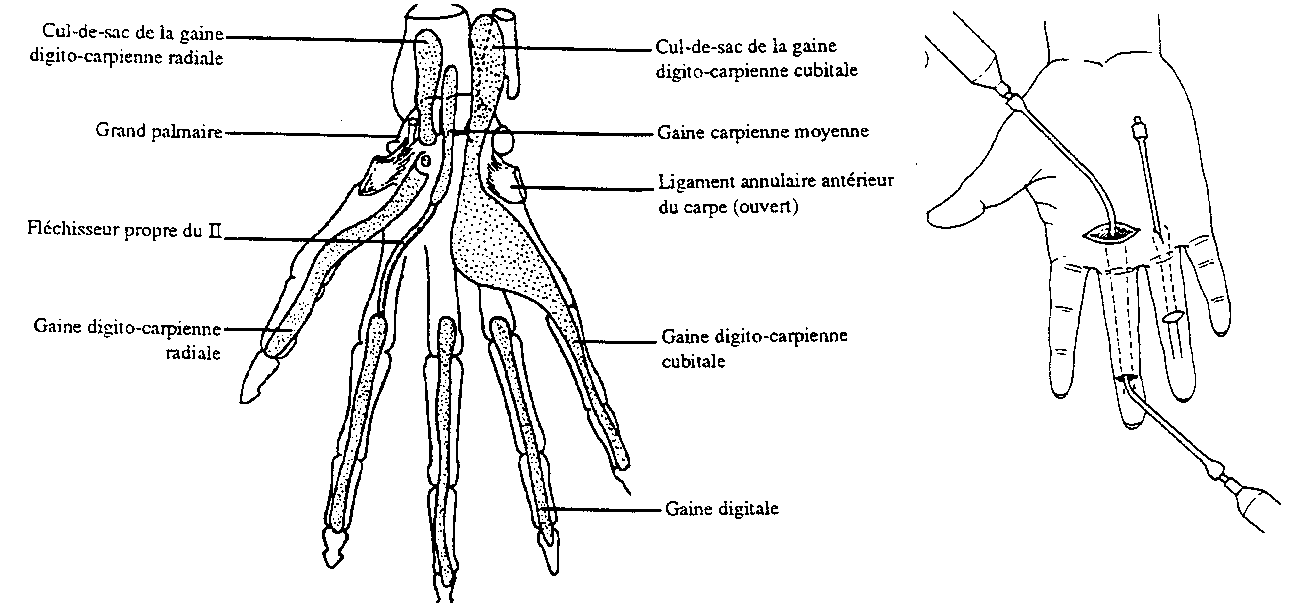 Cul-de-sac de la gaine
digito-carpienne radiale
Grand palmaire
Fléchisseur propre du II
Gaine digito-carpienne
radiale
Cul-de-sac de la gaine
digito-carpienne cubitale
Gaine carpienne moyenne
Ligament annulaire antérieur
du carpe (ouvert)
Gaine digito-carpienne
cubitale
Gaine digitale